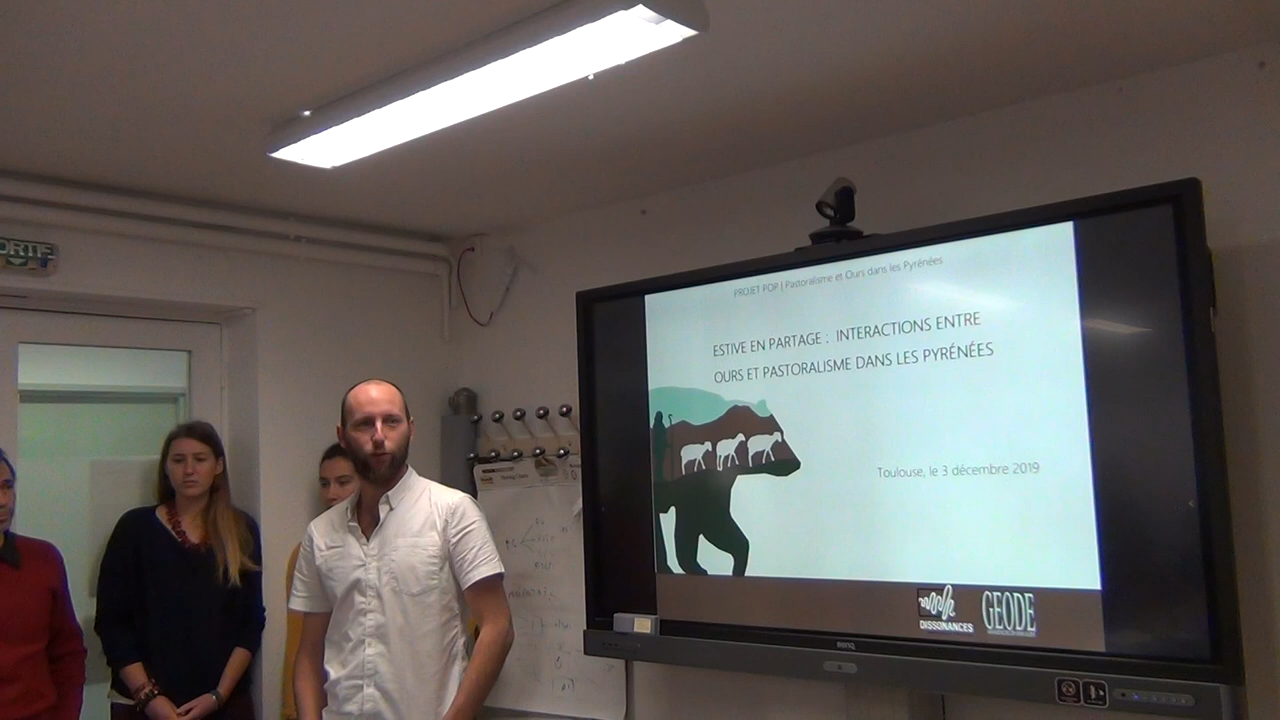 PROJET POP | Pastoralisme et Ours dans les Pyrénées
ESTIVE EN PARTAGE : INTERACTIONS ENTRE
OURS ET PASTORALISME DANS LES PYRÉNÉES
Toulouse, le 3 décembre 2019
DISSONANCES
GEODE
BENQ